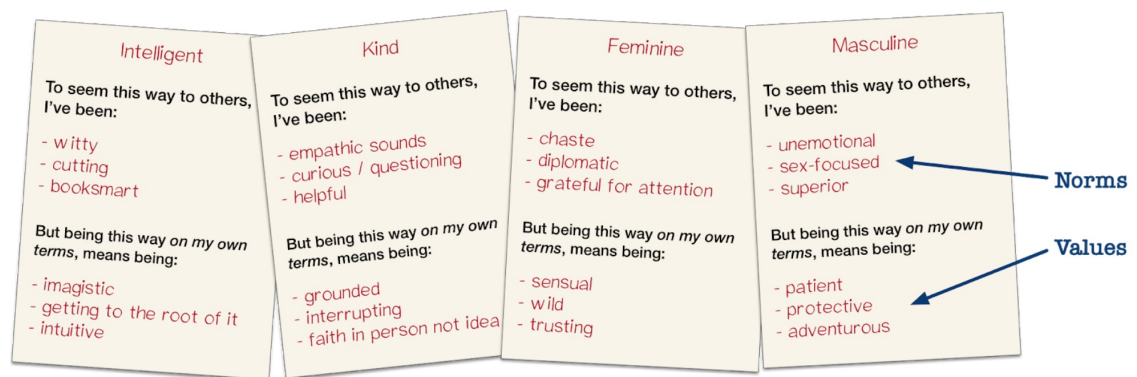 Intelligent
To seem this way to others,
I've been:
- witty
- cutting
- booksmart
But being this way on my own
terms, means being:
- imagistic
- getting to the root of it
- intuitive
Kind
To seem this way to others,
I've been:
- empathic sounds
- curious / questioning
- helpful
But being this way on my own
terms, means being:
- grounded
- interrupting
- faith in person not idea
Feminine
To seem this way to others,
I've been:
- chaste
- diplomatic
- grateful for attention
But being this way on my own
terms, means being:
- sensual
- wild
- trusting
Masculine
To seem this way to others,
I've been:
- unemotional
- sex-focused
- superior
But being this way on my own
terms, means being:
- patient
- protective
- adventurous
Norms
Values